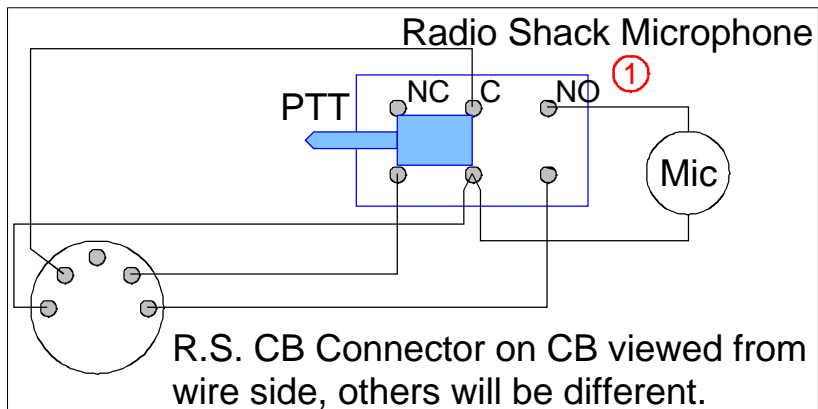 Radio Shack Microphone
1
NC C NO
PTT
Mic
R.S. CB Connector on CB viewed from
wire side, others will be different.